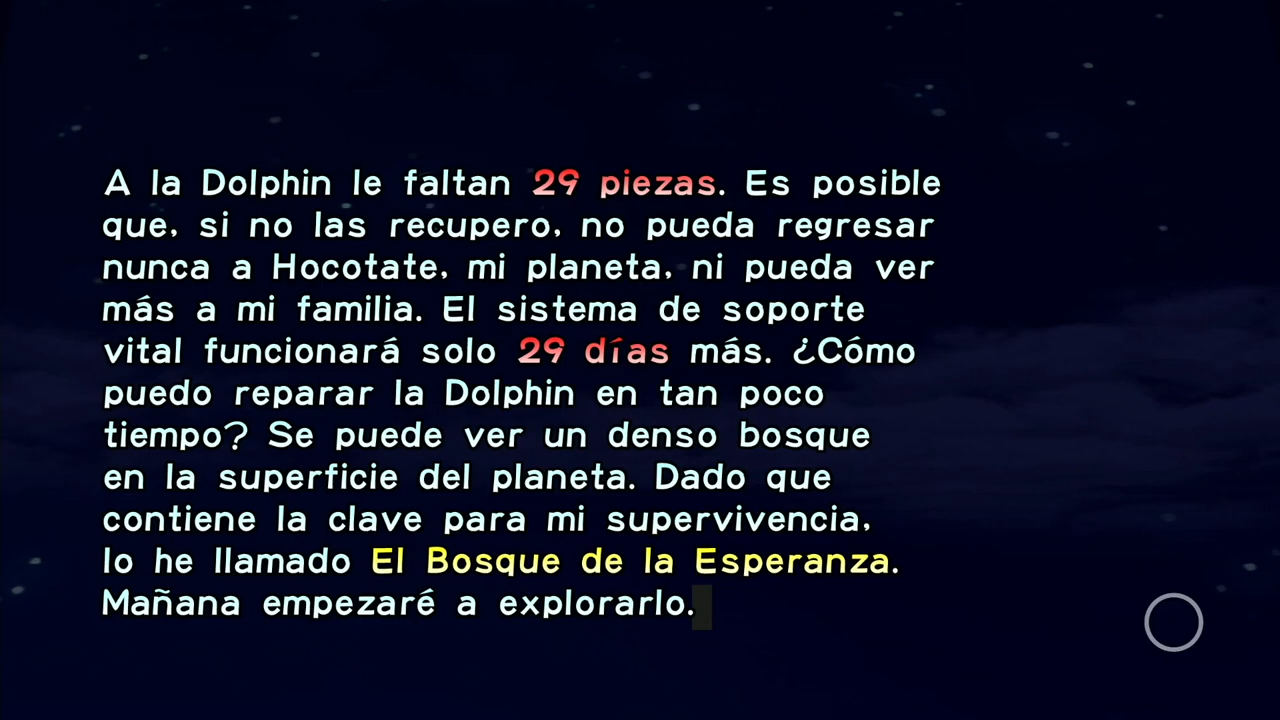 A la Dolphin le faltan 29 piezas. Es posible
que, si no las recupero, no pueda regresar
nunca a Hocotate, mi planeta, ni pueda ver
más a mi familia. El sistema de soporte
vital funcionará solo 29 días más. ¿Cómo
puedo reparar la Dolphin en tan poco
tiempo? Se puede ver un denso bosque
en la superficie del planeta. Dado que
contiene la clave para mi supervivencia,
lo he llamado El Bosque de la Esperanza.
Mañana empezaré a explorarlo.